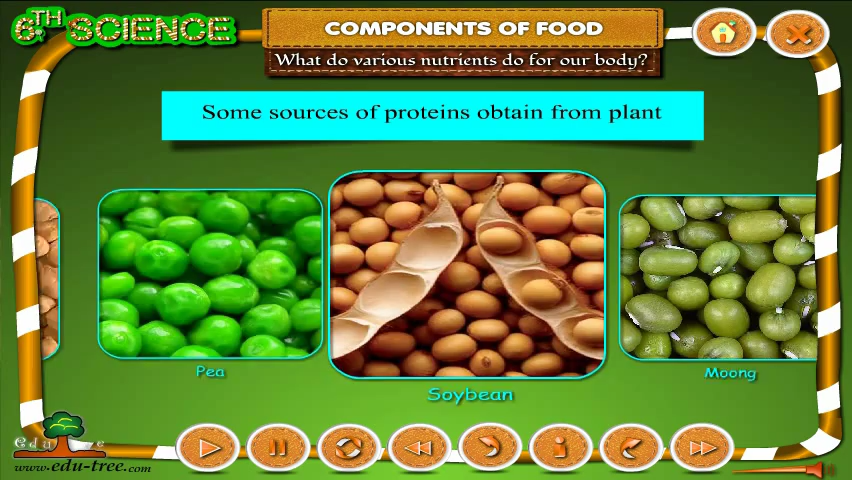 6TH SCIENCE
COMPONENTS OF FOOD
What do various nutrients do for our body?
Some sources of proteins obtain from plant
Pea
Soybean
Moong
www.edu-tree.com